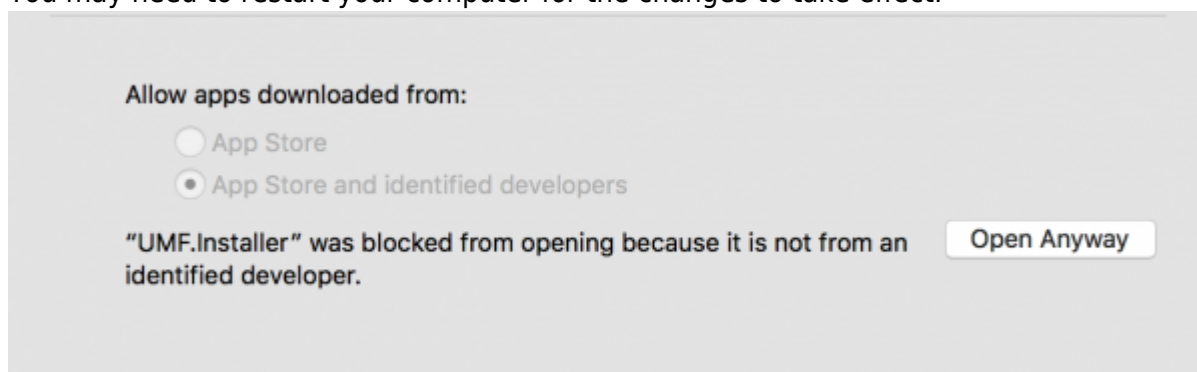 You may need to restart your computer for the changes to take effect.
Allow apps downloaded from:
App Store
App Store and identified developers
“UMF.Installer” was blocked from opening because it is not from an
Open Anyway
identified developer.